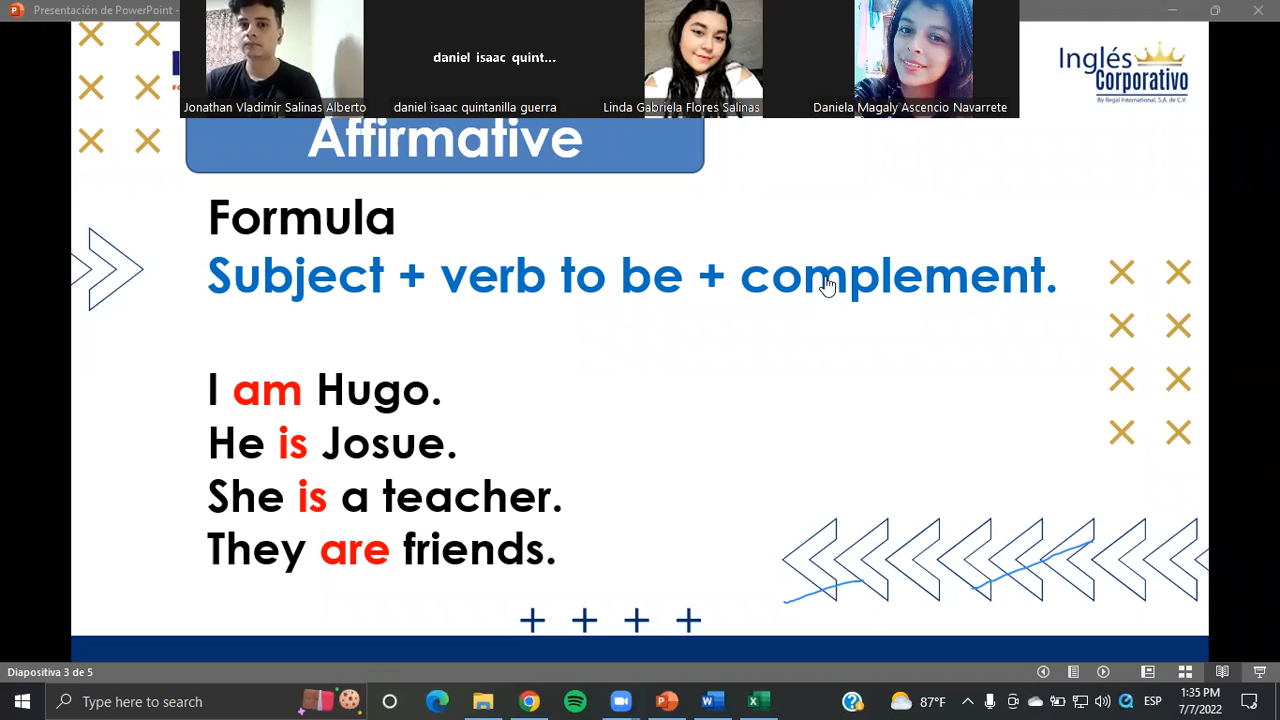 Presentación de PowerPoint -
daniel isaac quint...
Jonathan Vladimir Salinas Alberto
daniel isaac quintanilla guerra
Linda Gabriela Flores Salinas
Daniela Magaly Ascencio Navarrete
Inglés
Corporativo
By Regal International, S.A. de C.V.
Affirmative
Formula
Subject + verb to be + complement.
I am Hugo.
He is Josue.
She is a teacher.
They are friends.
Diapositiva 3 de 5
Type here to search
87°F
ESP
1:35 PM
7/7/2022